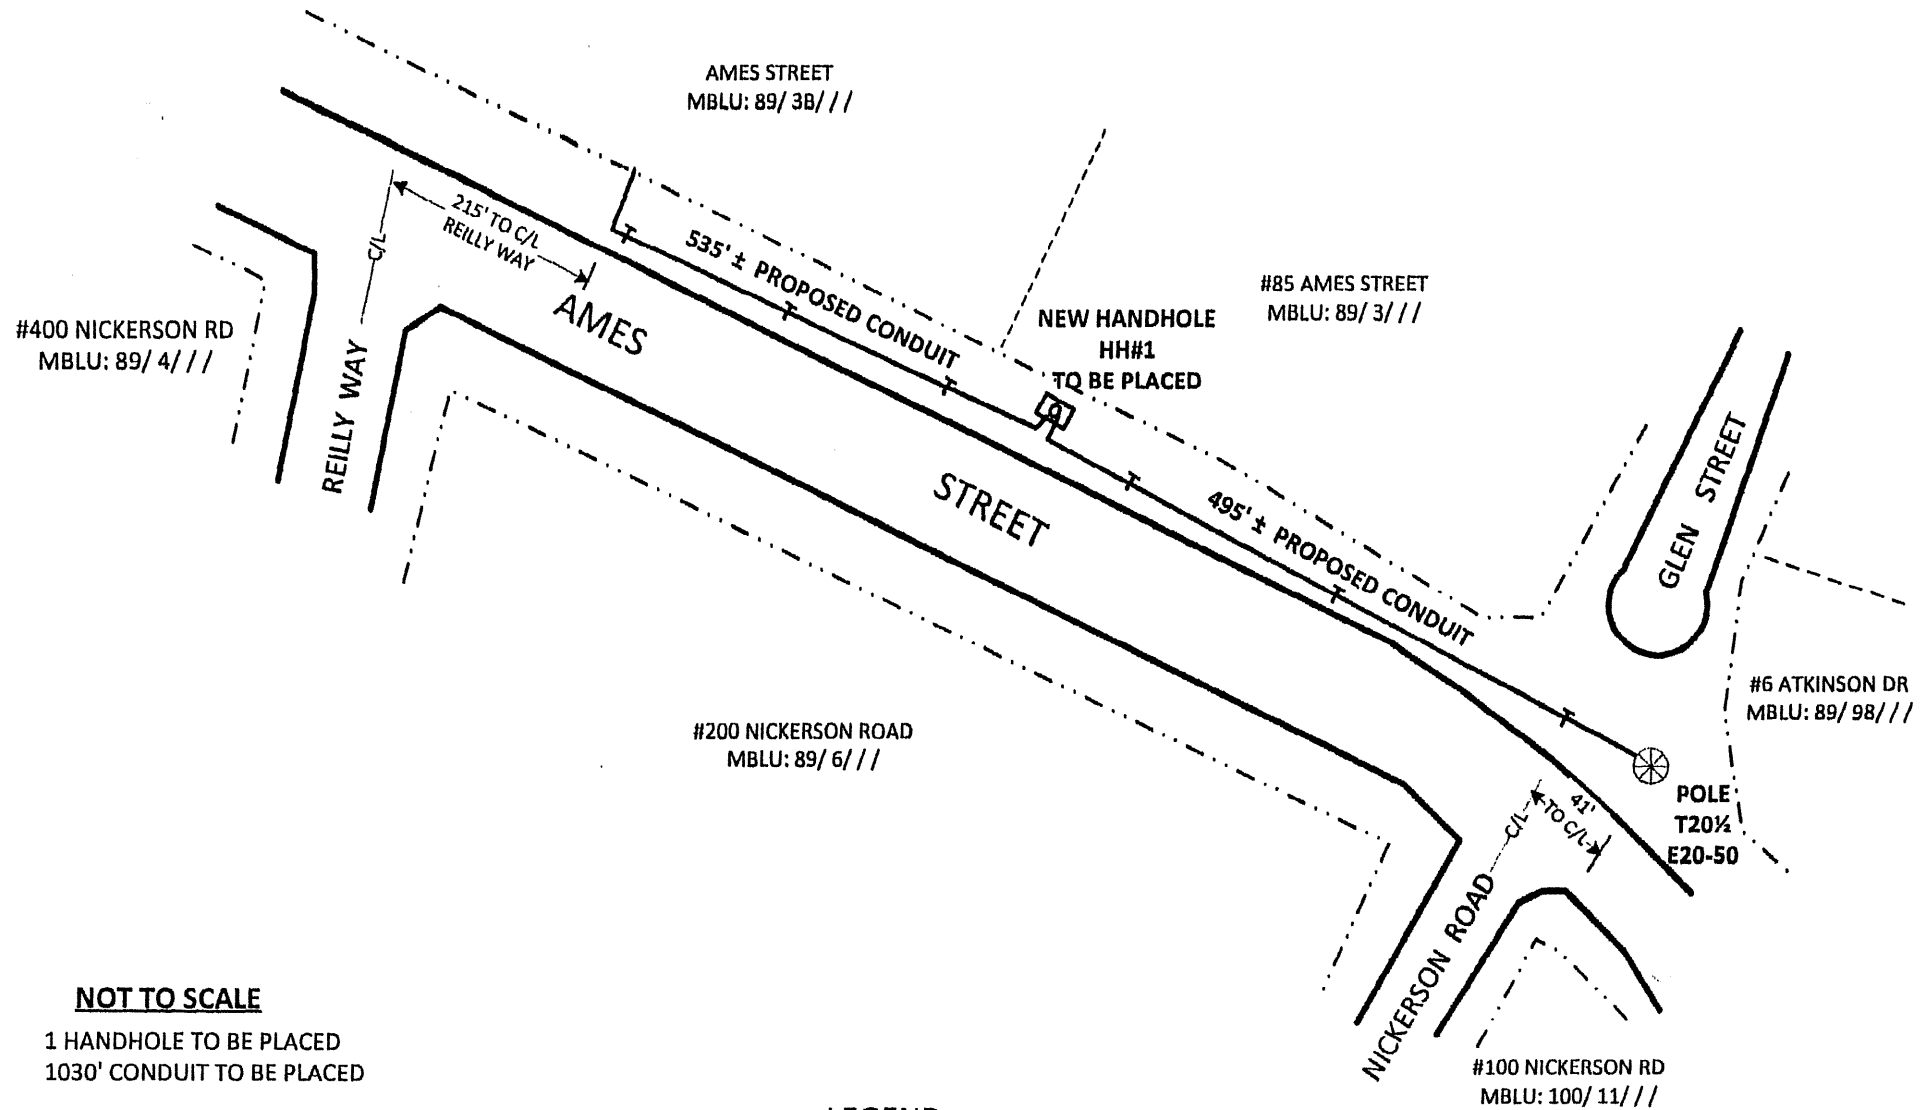 AMES STREET
MBLU: 89/ 3B/ / /
215' TO C/L
REILLY WAY
C/L
535' ± PROPOSED CONDUIT
#85 AMES STREET
MBLU: 89/ 3/ / /
NEW HANDHOLE
HH#1
TO BE PLACED
#400 NICKERSON RD
MBLU: 89/ 4/ / /
REILLY WAY
AMES STREET
T
T
T
T
T
T
495' ± PROPOSED CONDUIT
GLEN STREET
#6 ATKINSON DR
MBLU: 89/ 98/ / /
#200 NICKERSON ROAD
MBLU: 89/ 6/ / /
POLE
T20½
E20-50
41'
TO C/L
C/L
NICKERSON ROAD
NOT TO SCALE
1 HANDHOLE TO BE PLACED
1030' CONDUIT TO BE PLACED
#100 NICKERSON RD
MBLU: 100/ 11/ / /
LEGEND